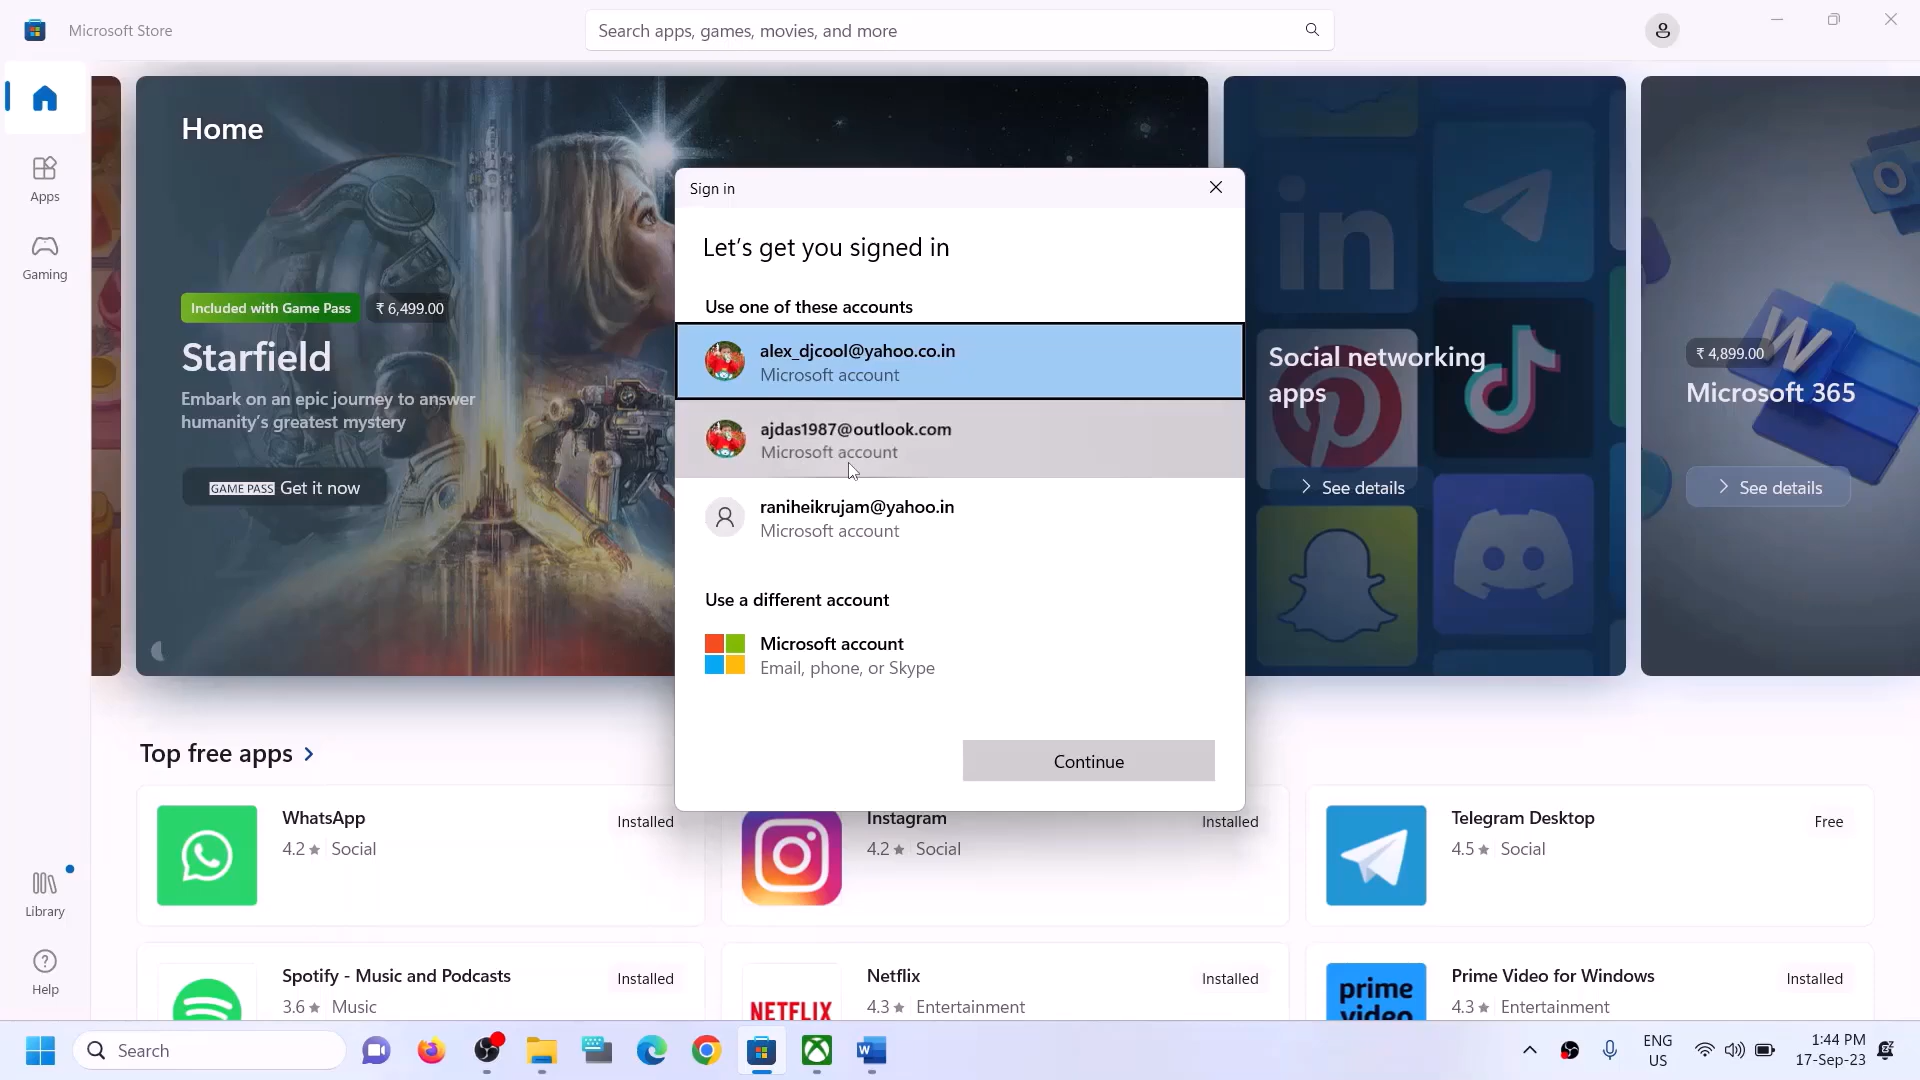 Microsoft Store
Search apps, games, movies, and more
Home
Apps
Gaming
Library
Help
Included with Game Pass
₹ 6,499.00
Starfield
Embark on an epic journey to answer
humanity's greatest mystery
GAME PASS Get it now
Sign in
Let's get you signed in
Use one of these accounts
alex_djcool@yahoo.co.in
Microsoft account
ajdas1987@outlook.com
Microsoft account
raniheikrujam@yahoo.in
Microsoft account
Use a different account
Microsoft account
Email, phone, or Skype
Continue
Social networking
apps
See details
₹ 4,899.00
Microsoft 365
See details
Top free apps
WhatsApp
4.2 ★ Social
Installed
Instagram
4.2 ★ Social
Installed
Telegram Desktop
4.5 ★ Social
Free
Spotify - Music and Podcasts
3.6 ★ Music
Installed
NETFLIX
Netflix
4.3 ★ Entertainment
Installed
prime
video
Prime Video for Windows
4.3 ★ Entertainment
Installed
Search
ENG
US
1:44 PM
17-Sep-23